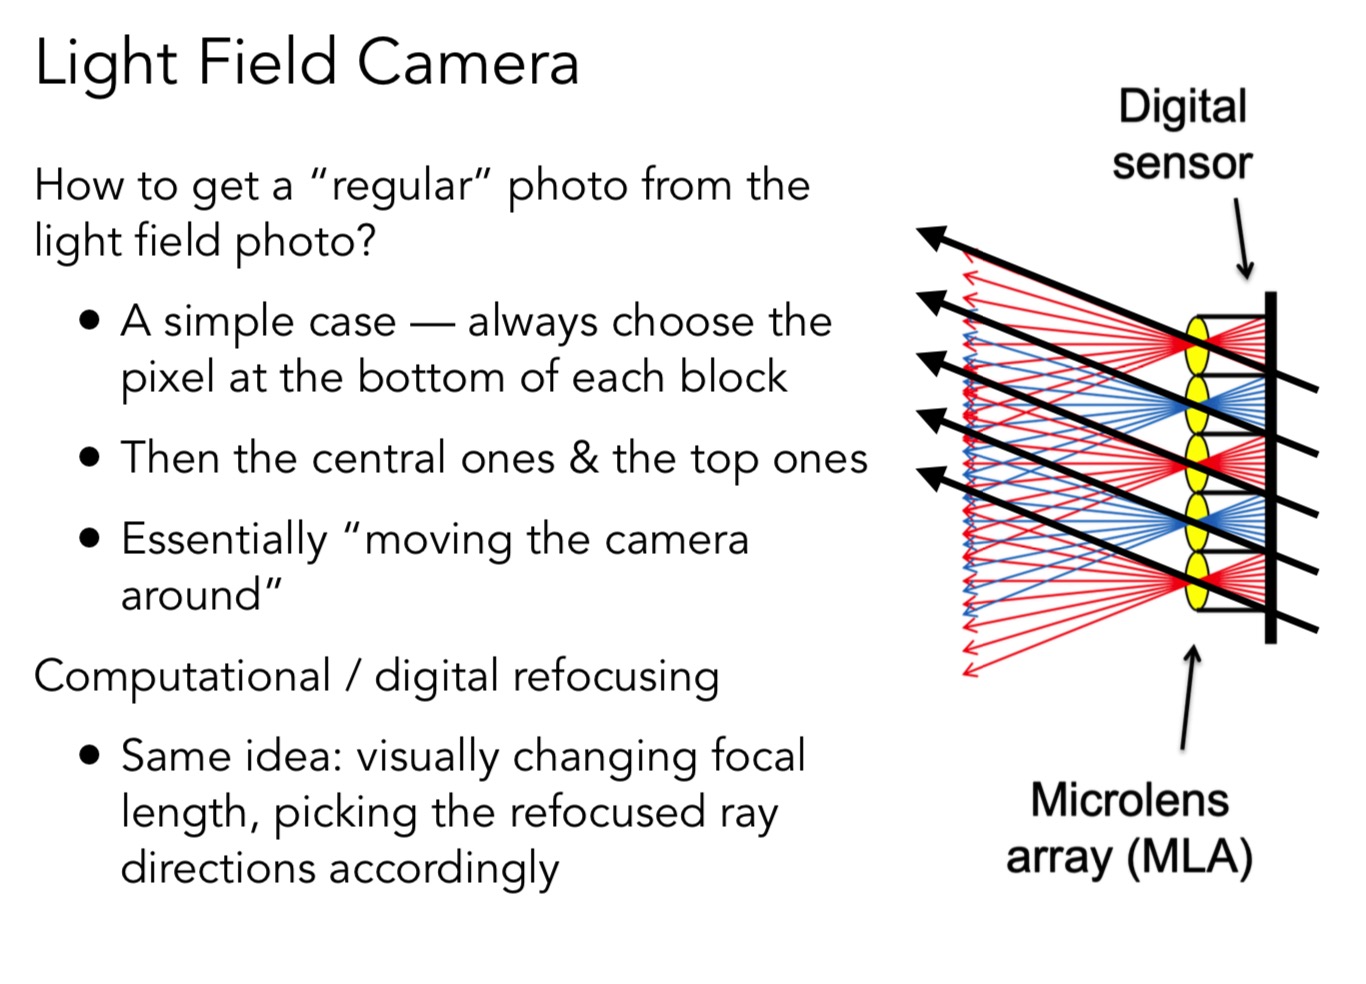 Light Field Camera
How to get a “regular” photo from the
light field photo?
• A simple case — always choose the
pixel at the bottom of each block
• Then the central ones & the top ones
• Essentially “moving the camera
around”
Computational / digital refocusing
• Same idea: visually changing focal
length, picking the refocused ray
directions accordingly
Digital
sensor
Microlens
array (MLA)